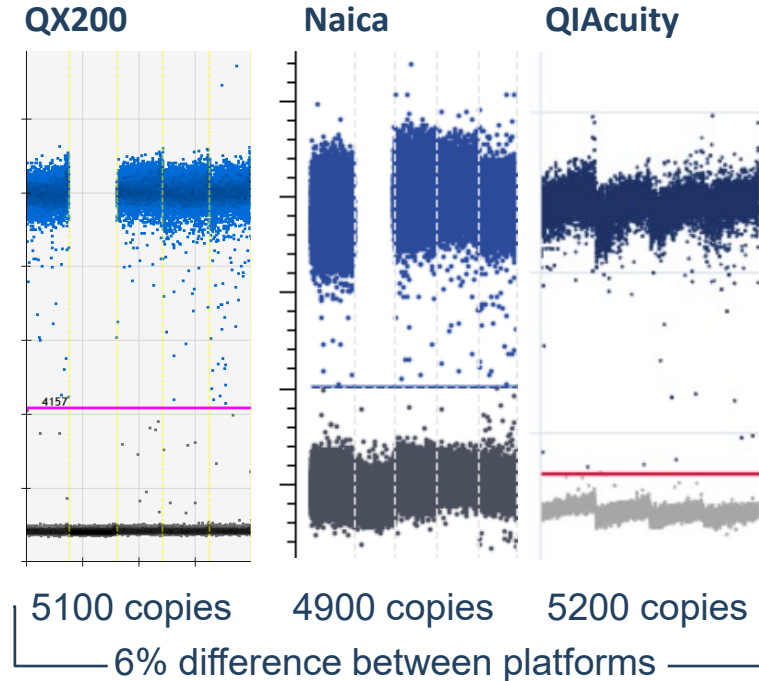 QX200 Naica QIAcuity
4157
5100 copies 4900 copies 5200 copies
6% difference between platforms